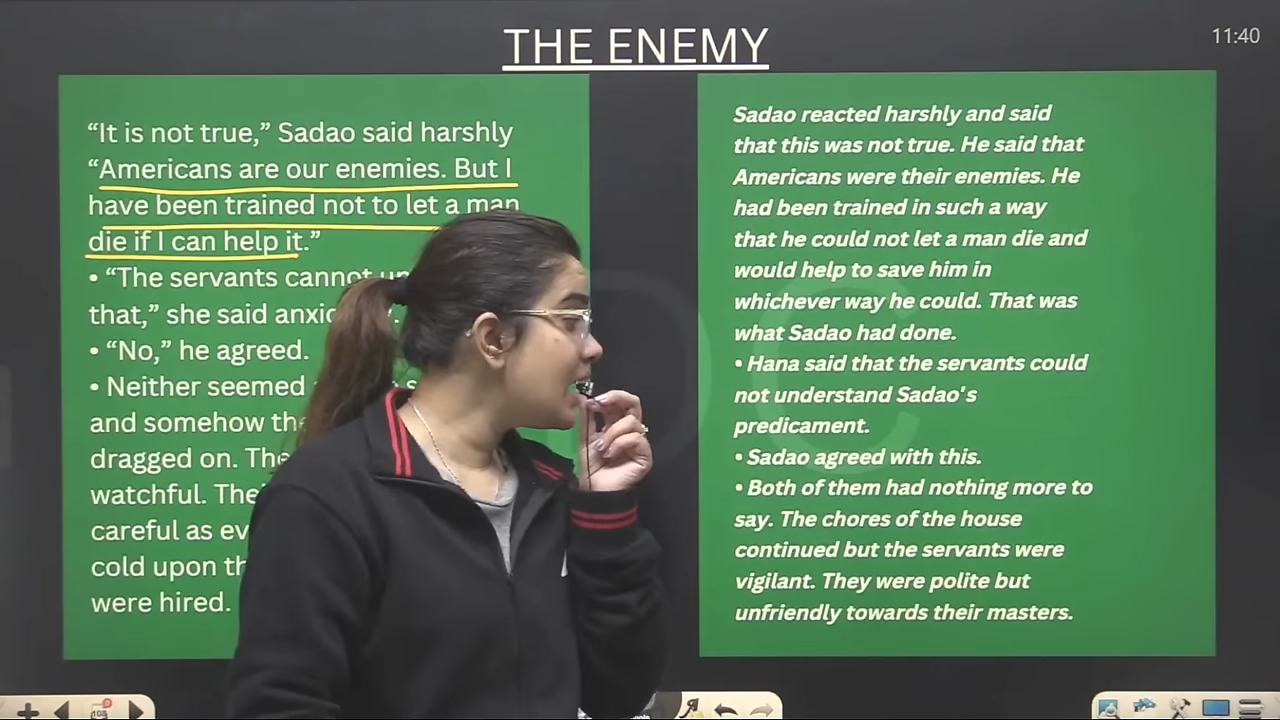 THE ENEMY
11:40
“It is not true,” Sadao said harshly
“Americans are our enemies. But I
have been trained not to let a man
die if I can help it.”
• “The servants cannot
that,” she said
• “No,” he agreed.
• Neither seemed
and somehow
dragged on.
watchful.
careful as
cold upon
were hired.
Sadao reacted harshly and said
that this was not true. He said that
Americans were their enemies. He
had been trained in such a way
that he could not let a man die and
would help to save him in
whichever way he could. That was
what Sadao had done.
• Hana said that the servants could
not understand Sadao's
predicament.
• Sadao agreed with this.
• Both of them had nothing more to
say. The chores of the house
continued but the servants were
vigilant. They were polite but
unfriendly towards their masters.